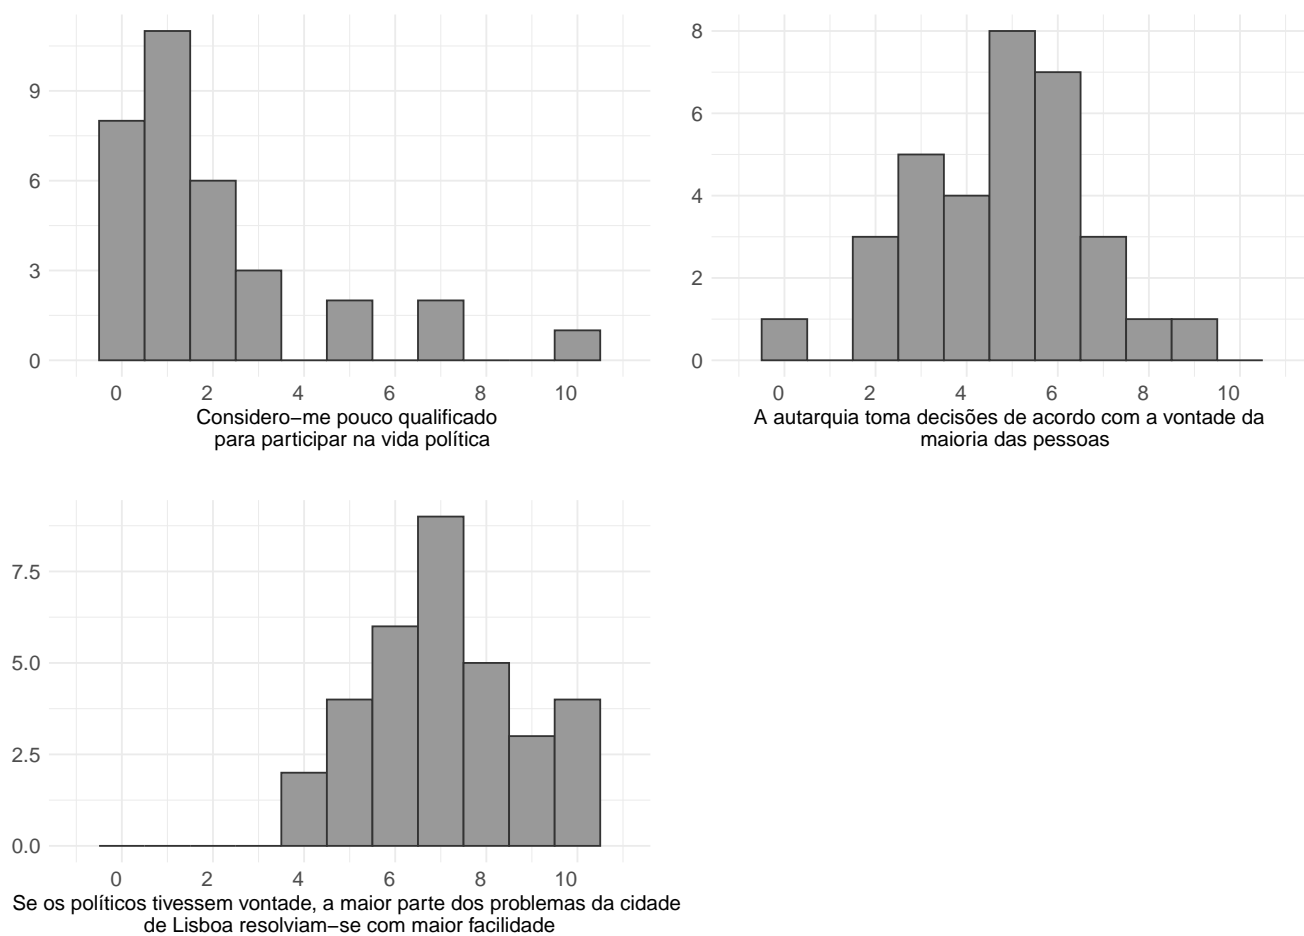 9
6
3
0
0 2 4 6 8 10
Considero−me pouco qualificado
para participar na vida política
8
6
4
2
0
0 2 4 6 8 10
A autarquia toma decisões de acordo com a vontade da
maioria das pessoas
7.5
5.0
2.5
0.0
0 2 4 6 8 10
Se os políticos tivessem vontade, a maior parte dos problemas da cidade
de Lisboa resolviam−se com maior facilidade